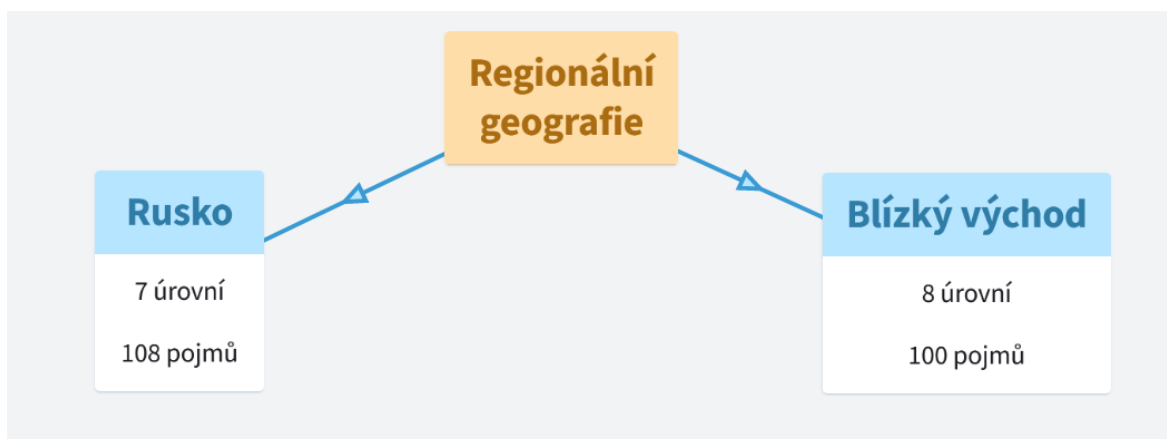 Regionální
geografie
Rusko
7 úrovní
108 pojmů
Blízký východ
8 úrovní
100 pojmů